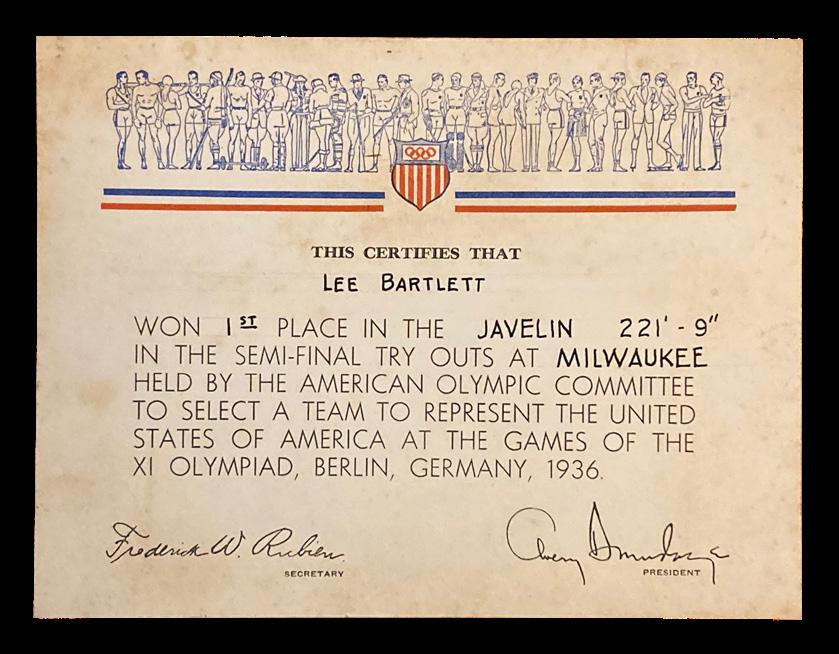 THIS CERTIFIES THAT
LEE BARTLETT
WON 1ST PLACE IN THE JAVELIN 221' - 9"
IN THE SEMI-FINAL TRY OUTS AT MILWAUKEE
HELD BY THE AMERICAN OLYMPIC COMMITTEE
TO SELECT A TEAM TO REPRESENT THE UNITED
STATES OF AMERICA AT THE GAMES OF THE
XI OLYMPIAD, BERLIN, GERMANY, 1936.
Frederick W. Rubien Avery Brundage
SECRETARY PRESIDENT